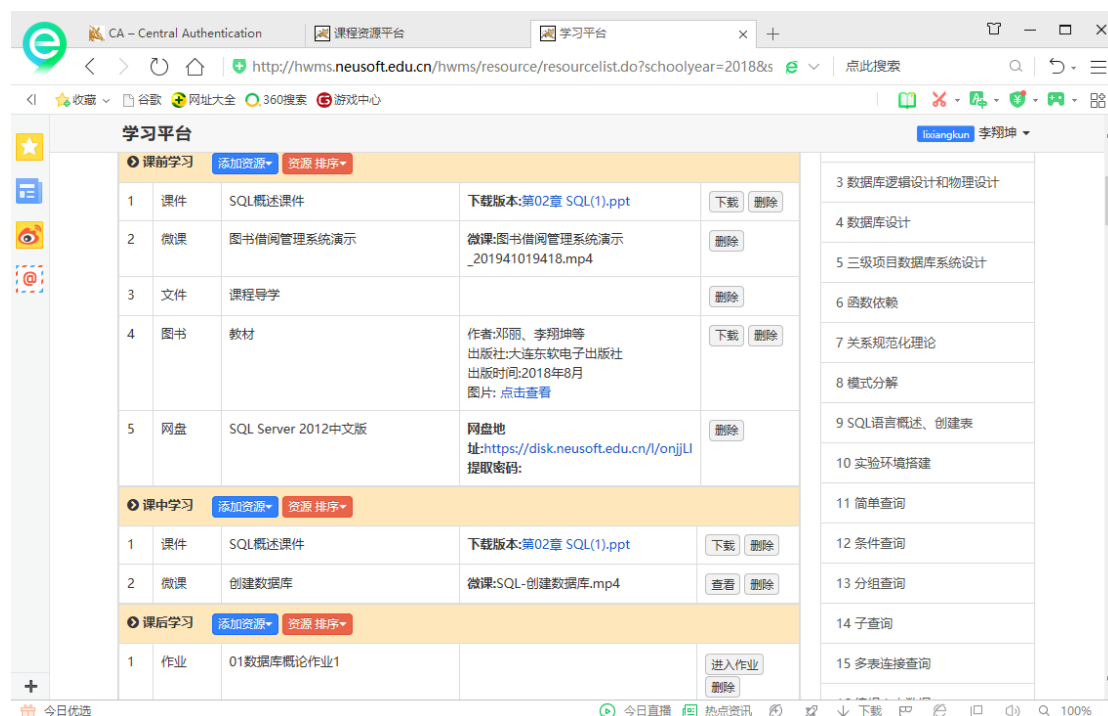 CA – Central Authentication
课程资源平台
学习平台
http://hwms.neusoft.edu.cn/hwms/resource/resourcelist.do?schoolyear=2018&s
点此搜索
收藏 谷歌 网址大全 360搜索 游戏中心
学习平台
lixiangkun 李翔坤
课前学习 添加资源 资源 排序
1 课件 SQL概述课件 下载版本:第02章 SQL(1).ppt 下载 删除
2 微课 图书借阅管理系统演示 微课:图书借阅管理系统演示 删除
_201941019418.mp4
3 文件 课程导学 删除
4 图书 教材 作者:邓丽、李翔坤等 下载 删除
出版社:大连东软电子出版社
出版时间:2018年8月
图片: 点击查看
5 网盘 SQL Server 2012中文版 网盘地 删除
址:https://disk.neusoft.edu.cn/l/onjjLl
提取密码:
课中学习 添加资源 资源 排序
1 课件 SQL概述课件 下载版本:第02章 SQL(1).ppt 下载 删除
2 微课 创建数据库 微课:SQL-创建数据库.mp4 查看 删除
课后学习 添加资源 资源 排序
1 作业 01数据库概论作业1 进入作业
删除
3 数据库逻辑设计和物理设计
4 数据库设计
5 三级项目数据库系统设计
6 函数依赖
7 关系规范化理论
8 模式分解
9 SQL语言概述、创建表
10 实验环境搭建
11 简单查询
12 条件查询
13 分组查询
14 子查询
15 多表连接查询
今日优选 今日直播 热点资讯 下载 100%